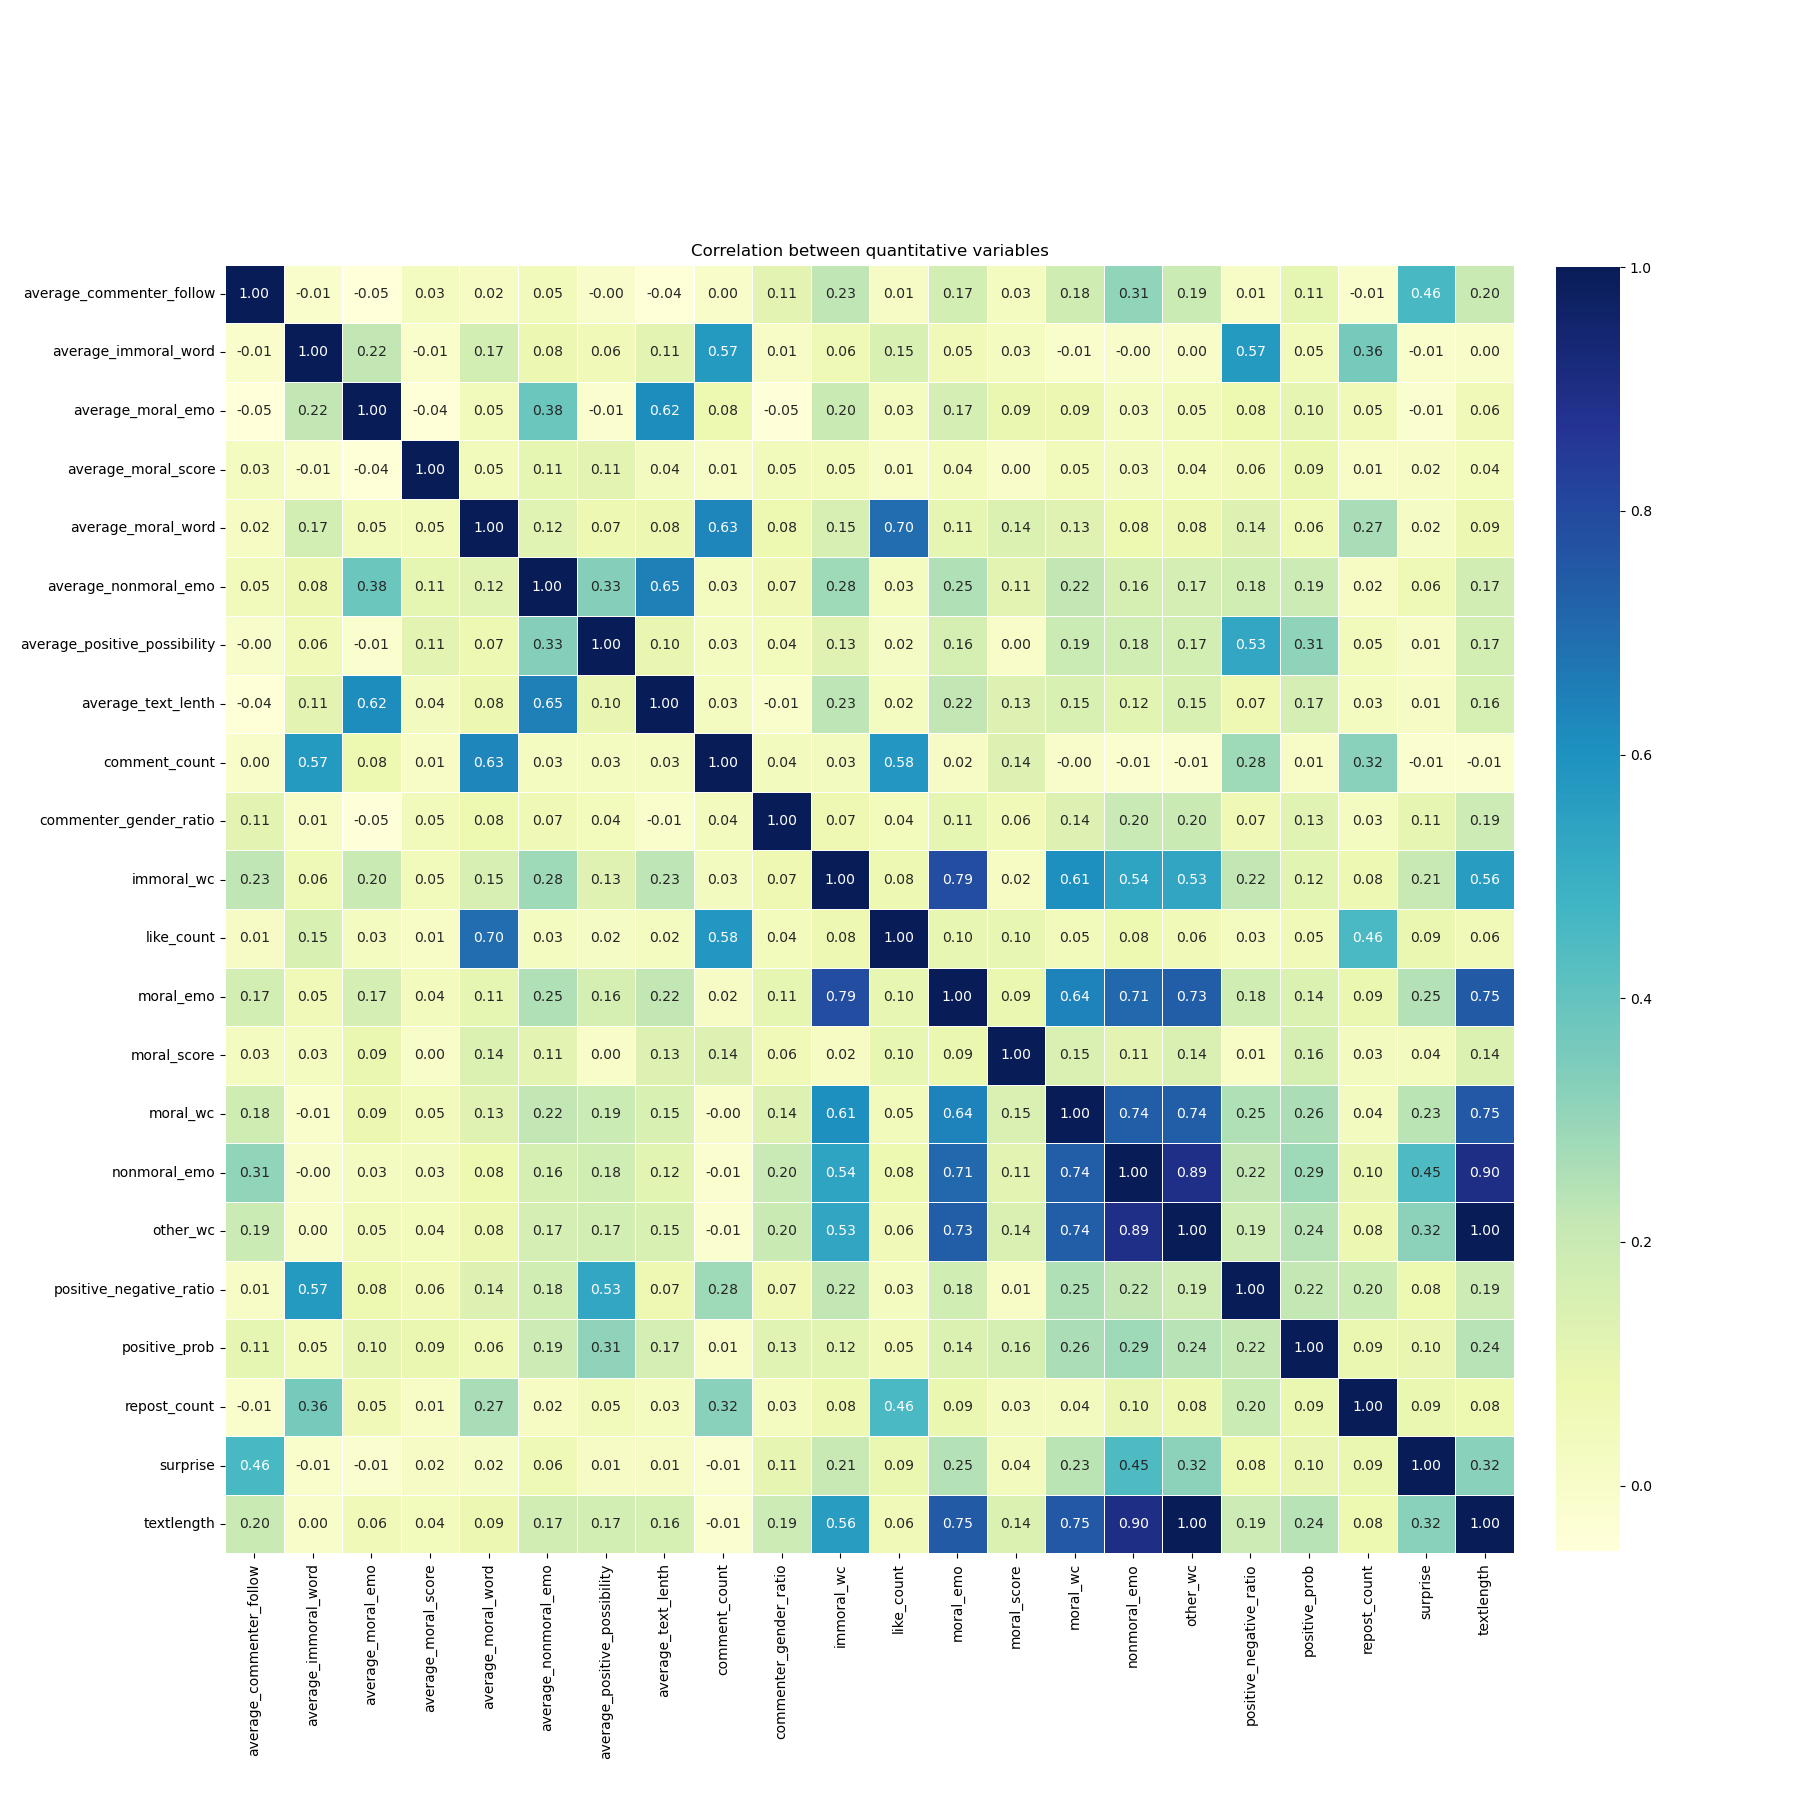 Correlation between quantitative variables
average_commenter_follow 1.00 -0.01 -0.05 0.03 0.02 0.05 -0.00 -0.04 0.00 0.11 0.23 0.01 0.17 0.03 0.18 0.31 0.19 0.01 0.11 -0.01 0.46 0.20
average_immoral_word -0.01 1.00 0.22 -0.01 0.17 0.08 0.06 0.11 0.57 0.01 0.06 0.15 0.05 0.03 -0.01 -0.00 0.00 0.57 0.05 0.36 -0.01 0.00
average_moral_emo -0.05 0.22 1.00 -0.04 0.05 0.38 -0.01 0.62 0.08 -0.05 0.20 0.03 0.17 0.09 0.09 0.03 0.05 0.08 0.10 0.05 -0.01 0.06
average_moral_score 0.03 -0.01 -0.04 1.00 0.05 0.11 0.11 0.04 0.01 0.05 0.05 0.01 0.04 0.00 0.05 0.03 0.04 0.06 0.09 0.01 0.02 0.04
average_moral_word 0.02 0.17 0.05 0.05 1.00 0.12 0.07 0.08 0.63 0.08 0.15 0.70 0.11 0.14 0.13 0.08 0.08 0.14 0.06 0.27 0.02 0.09
average_nonmoral_emo 0.05 0.08 0.38 0.11 0.12 1.00 0.33 0.65 0.03 0.07 0.28 0.03 0.25 0.11 0.22 0.16 0.17 0.18 0.19 0.02 0.06 0.17
average_positive_possibility -0.00 0.06 -0.01 0.11 0.07 0.33 1.00 0.10 0.03 0.04 0.13 0.02 0.16 0.00 0.19 0.18 0.17 0.53 0.31 0.05 0.01 0.17
average_text_lenth -0.04 0.11 0.62 0.04 0.08 0.65 0.10 1.00 0.03 -0.01 0.23 0.02 0.22 0.13 0.15 0.12 0.15 0.07 0.17 0.03 0.01 0.16
comment_count 0.00 0.57 0.08 0.01 0.63 0.03 0.03 0.03 1.00 0.04 0.03 0.58 0.02 0.14 -0.00 -0.01 -0.01 0.28 0.01 0.32 -0.01 -0.01
commenter_gender_ratio 0.11 0.01 -0.05 0.05 0.08 0.07 0.04 -0.01 0.04 1.00 0.07 0.04 0.11 0.06 0.14 0.20 0.20 0.07 0.13 0.03 0.11 0.19
immoral_wc 0.23 0.06 0.20 0.05 0.15 0.28 0.13 0.23 0.03 0.07 1.00 0.08 0.79 0.02 0.61 0.54 0.53 0.22 0.12 0.08 0.21 0.56
like_count 0.01 0.15 0.03 0.01 0.70 0.03 0.02 0.02 0.58 0.04 0.08 1.00 0.10 0.10 0.05 0.08 0.06 0.03 0.05 0.46 0.09 0.06
moral_emo 0.17 0.05 0.17 0.04 0.11 0.25 0.16 0.22 0.02 0.11 0.79 0.10 1.00 0.09 0.64 0.71 0.73 0.18 0.14 0.09 0.25 0.75
moral_score 0.03 0.03 0.09 0.00 0.14 0.11 0.00 0.13 0.14 0.06 0.02 0.10 0.09 1.00 0.15 0.11 0.14 0.01 0.16 0.03 0.04 0.14
moral_wc 0.18 -0.01 0.09 0.05 0.13 0.22 0.19 0.15 -0.00 0.14 0.61 0.05 0.64 0.15 1.00 0.74 0.74 0.25 0.26 0.04 0.23 0.75
nonmoral_emo 0.31 -0.00 0.03 0.03 0.08 0.16 0.18 0.12 -0.01 0.20 0.54 0.08 0.71 0.11 0.74 1.00 0.89 0.22 0.29 0.10 0.45 0.90
other_wc 0.19 0.00 0.05 0.04 0.08 0.17 0.17 0.15 -0.01 0.20 0.53 0.06 0.73 0.14 0.74 0.89 1.00 0.19 0.24 0.08 0.32 1.00
positive_negative_ratio 0.01 0.57 0.08 0.06 0.14 0.18 0.53 0.07 0.28 0.07 0.22 0.03 0.18 0.01 0.25 0.22 0.19 1.00 0.22 0.20 0.08 0.19
positive_prob 0.11 0.05 0.10 0.09 0.06 0.19 0.31 0.17 0.01 0.13 0.12 0.05 0.14 0.16 0.26 0.29 0.24 0.22 1.00 0.09 0.10 0.24
repost_count -0.01 0.36 0.05 0.01 0.27 0.02 0.05 0.03 0.32 0.03 0.08 0.46 0.09 0.03 0.04 0.10 0.08 0.20 0.09 1.00 0.09 0.08
surprise 0.46 -0.01 -0.01 0.02 0.02 0.06 0.01 0.01 -0.01 0.11 0.21 0.09 0.25 0.04 0.23 0.45 0.32 0.08 0.10 0.09 1.00 0.32
textlength 0.20 0.00 0.06 0.04 0.09 0.17 0.17 0.16 -0.01 0.19 0.56 0.06 0.75 0.14 0.75 0.90 1.00 0.19 0.24 0.08 0.32 1.00
average_commenter_follow
average_immoral_word
average_moral_emo
average_moral_score
average_moral_word
average_nonmoral_emo
average_positive_possibility
average_text_lenth
comment_count
commenter_gender_ratio
immoral_wc
like_count
moral_emo
moral_score
moral_wc
nonmoral_emo
other_wc
positive_negative_ratio
positive_prob
repost_count
surprise
textlength
1.0
0.8
0.6
0.4
0.2
0.0